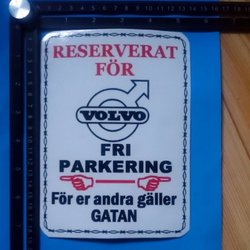 RESERVERAT
FÖR
VOLVO
FRI
PARKERING
För er andra gäller
GATAN